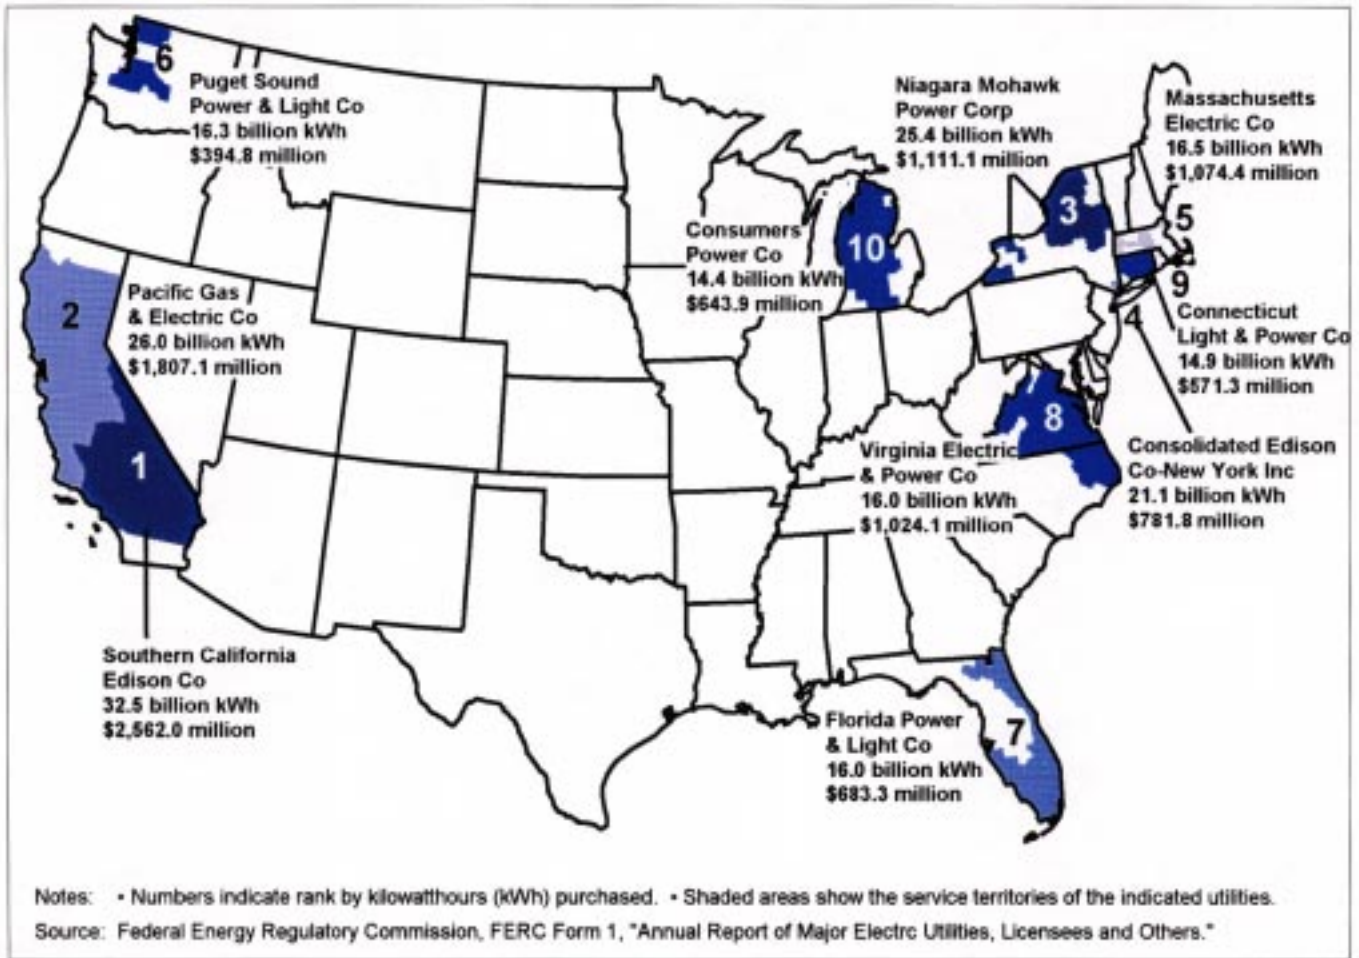 6
Puget Sound
Power & Light Co
16.3 billion kWh
$394.8 million
Niagara Mohawk
Power Corp
25.4 billion kWh
$1,111.1 million
Massachusetts
Electric Co
16.5 billion kWh
$1,074.4 million
3
5
Consumers
Power Co
14.4 billion kWh
$643.9 million
10
9
Connecticut
Light & Power Co
14.9 billion kWh
$571.3 million
4
2
Pacific Gas
& Electric Co
26.0 billion kWh
$1,807.1 million
1
8
Virginia Electric
& Power Co
16.0 billion kWh
$1,024.1 million
Consolidated Edison
Co-New York Inc
21.1 billion kWh
$781.8 million
Southern California
Edison Co
32.5 billion kWh
$2,562.0 million
7
Florida Power
& Light Co
16.0 billion kWh
$683.3 million
Notes: • Numbers indicate rank by kilowatthours (kWh) purchased. • Shaded areas show the service territories of the indicated utilities.
Source: Federal Energy Regulatory Commission, FERC Form 1, "Annual Report of Major Electrc Utilities, Licensees and Others."